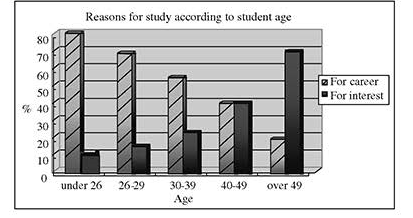 Reasons for study according to student age
80
70
60
50
40
30
20
10
0
%
under 26 26-29 30-39 40-49 over 49
Age
For career
For interest